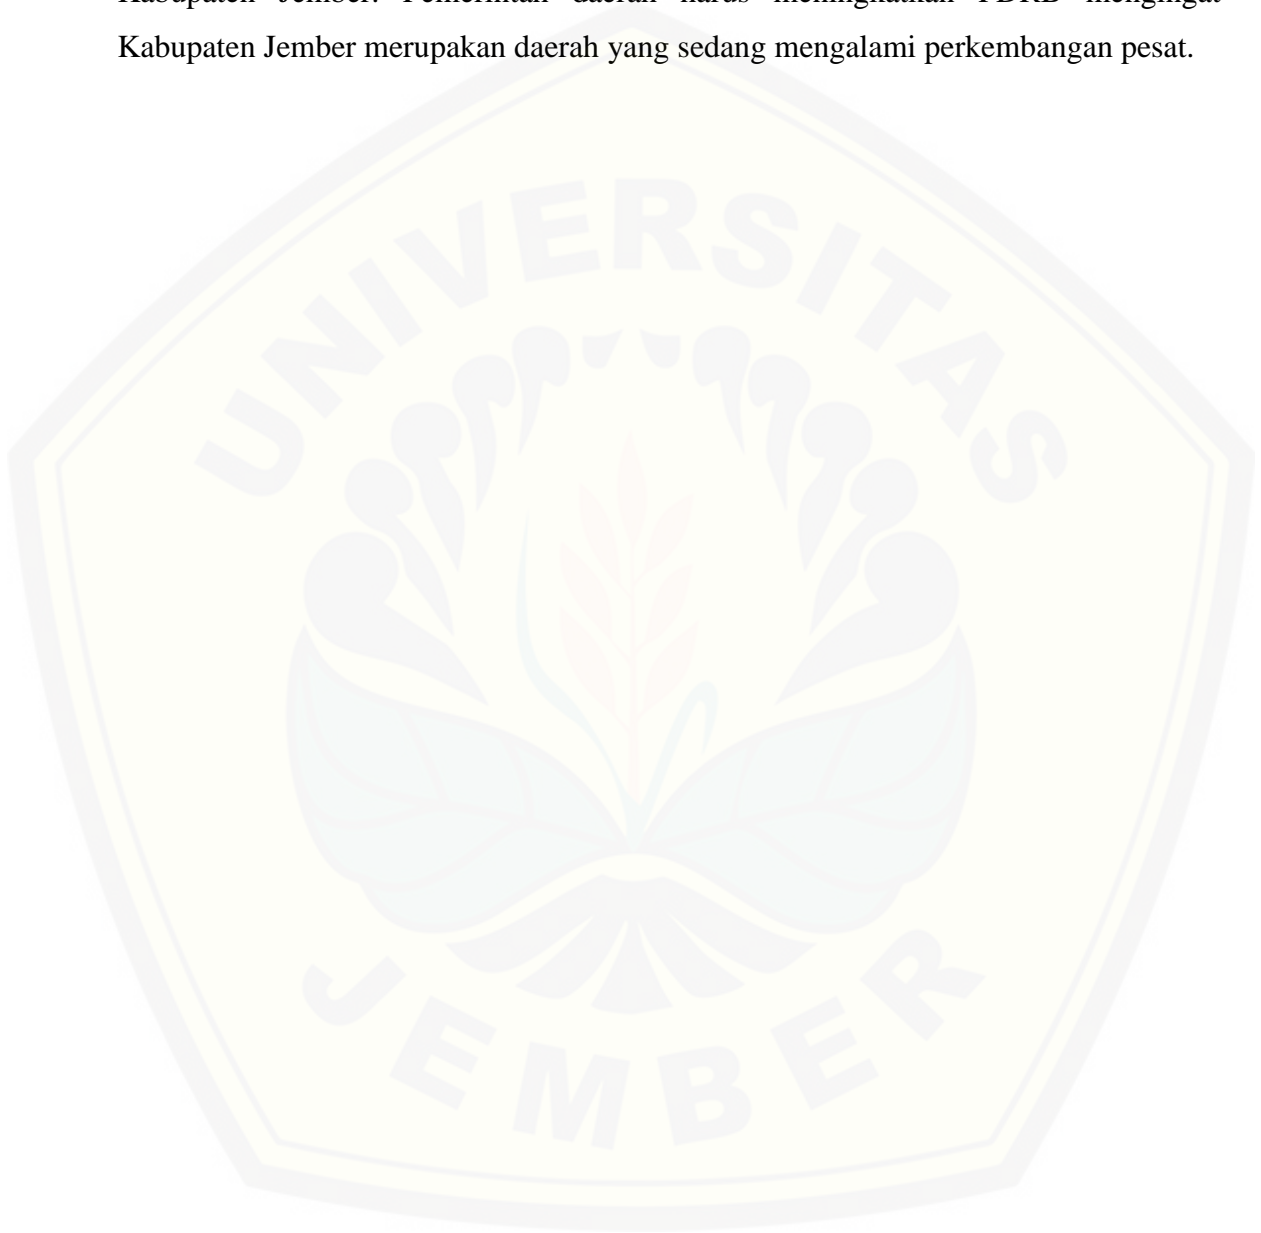 Kabupaten Jember. Pemerintah daerah harus meningkatkan PDRB mengingat
Kabupaten Jember merupakan daerah yang sedang mengalami perkembangan pesat.
UNIVERSITAS
JEMBER